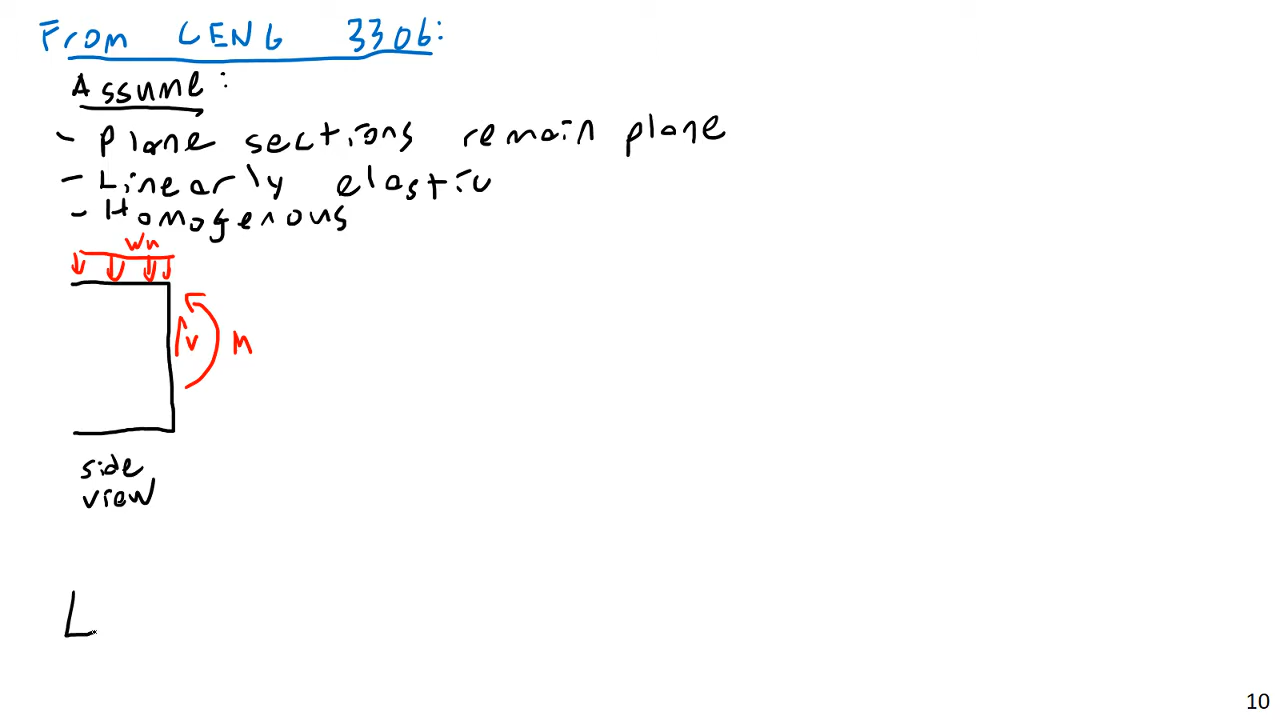 From CENG 3306:
Assume:
- Plane sections remain plane
- Linearly elastic
- Homogenous
Wn
V
M
side
view
L
10